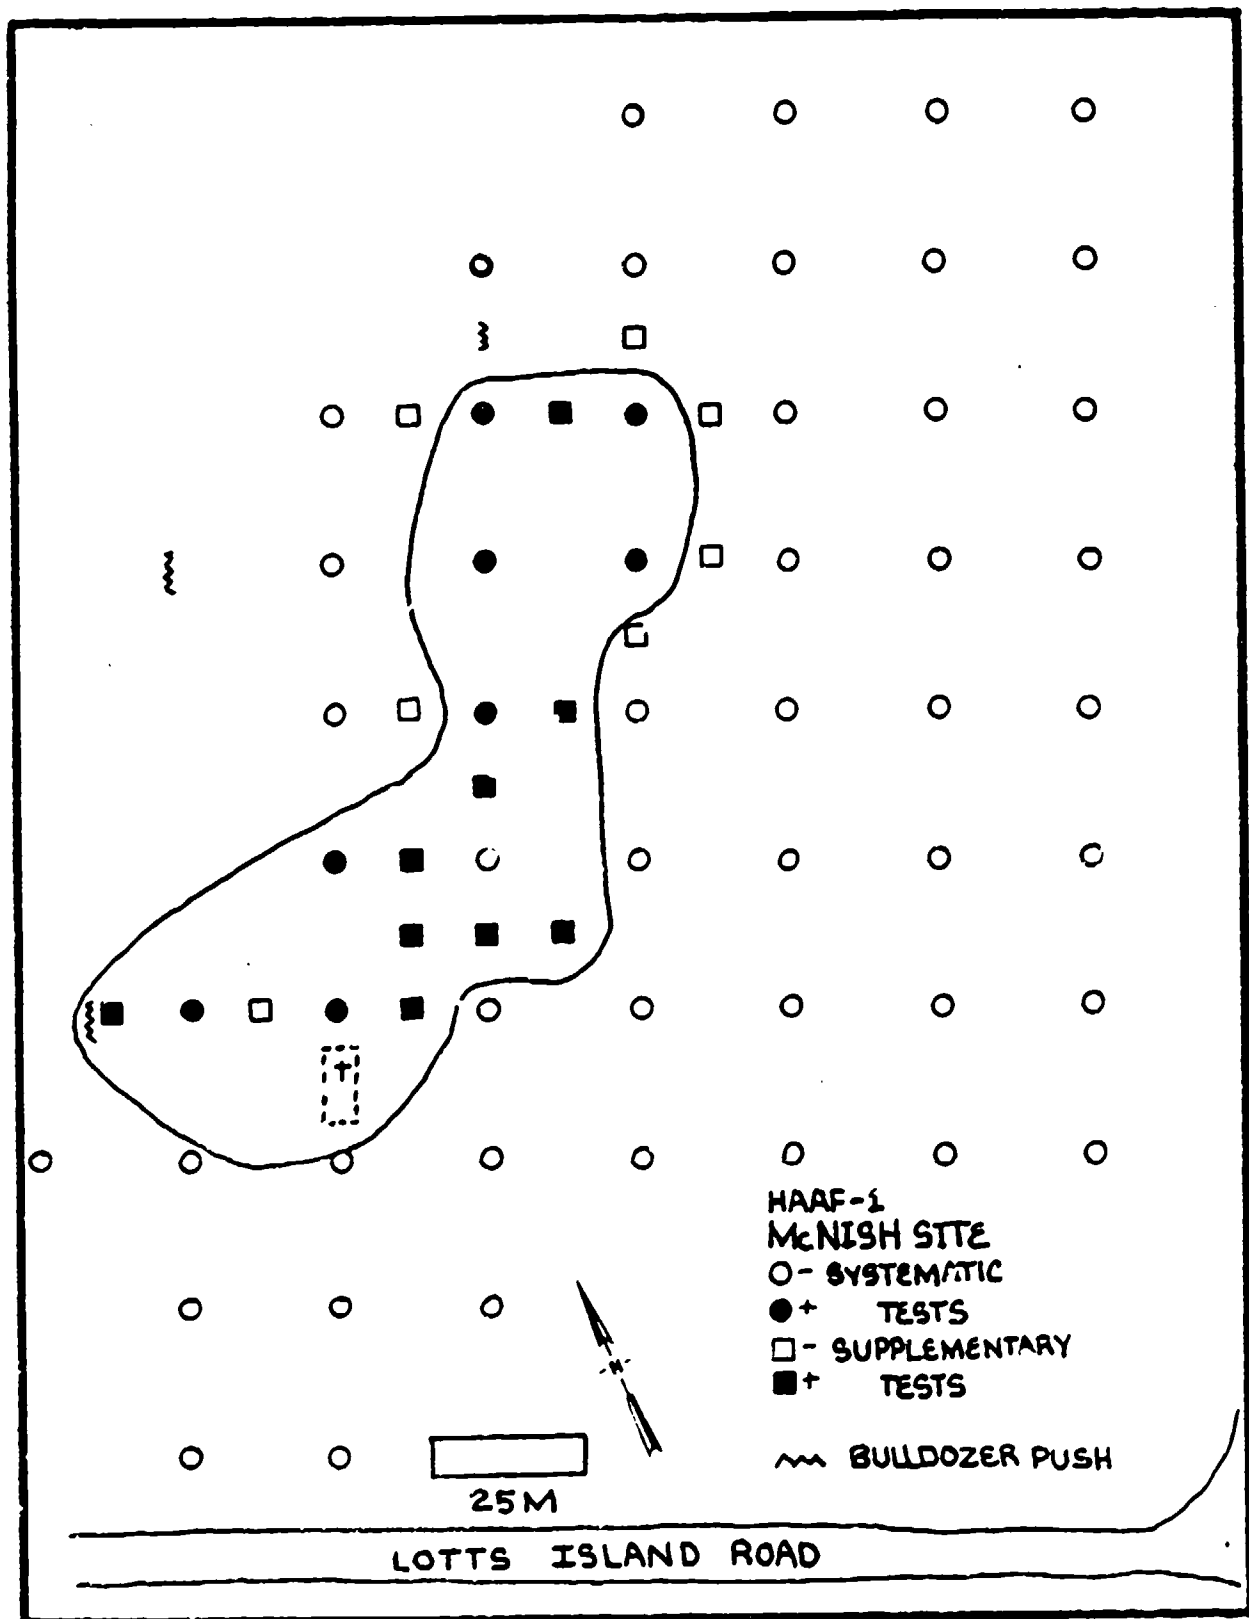 HAAF-1
McNISH SITE
○- SYSTEMATIC
●+ TESTS
□- SUPPLEMENTARY
■+ TESTS
BULLDOZER PUSH
-N-
25M
LOTTS ISLAND ROAD